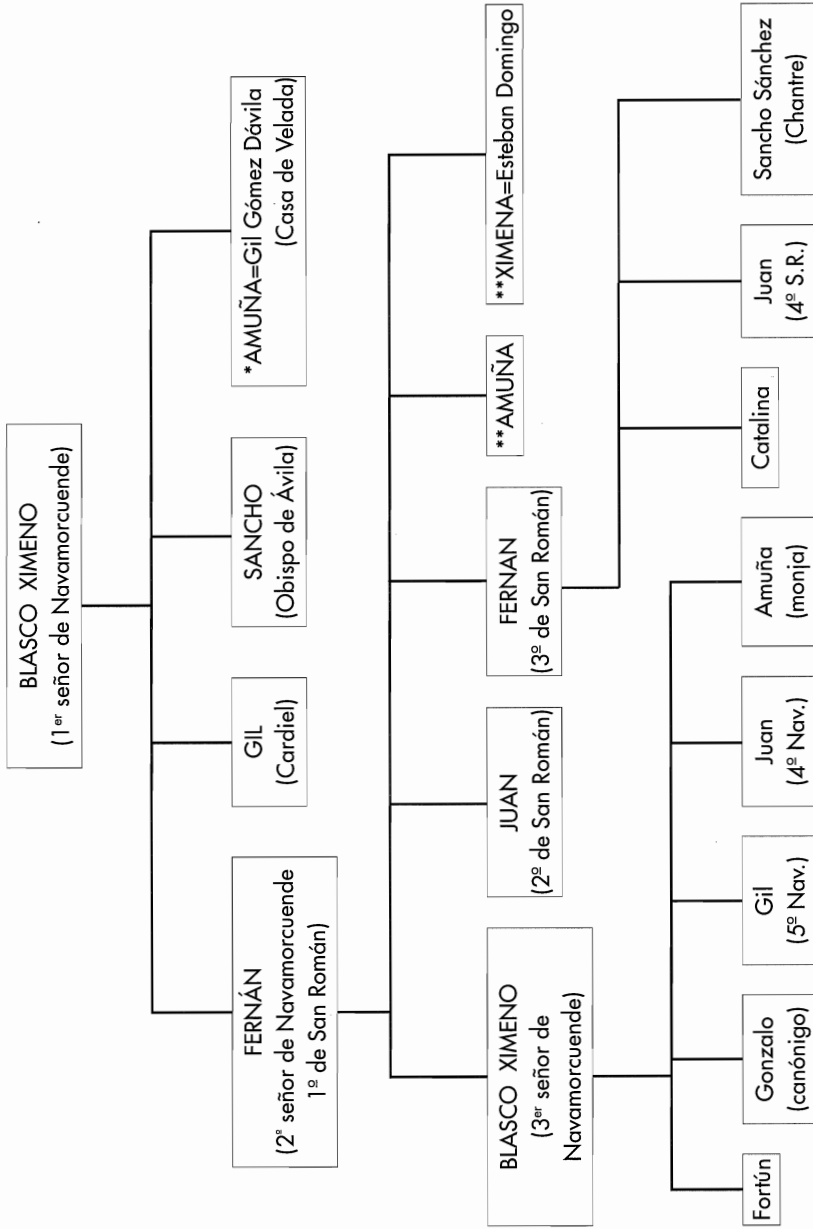 BLASCO XIMENO
(1er señor de Navamorcuende)
FERNÁN
(2º señor de Navamorcuende
1º de San Román)
GIL
(Cardiel)
SANCHO
(Obispo de Ávila)
*AMUÑA=Gil Gómez Dávila
(Casa de Velada)
BLASCO XIMENO
(3er señor de
Navamorcuende)
JUAN
(2º de San Román)
FERNAN
(3º de San Román)
**AMUÑA
**XIMENA=Esteban Domingo
Fortún
Gonzalo
(canónigo)
Gil
(5º Nav.)
Juan
(4º Nav.)
Amuña
(monja)
Catalina
Juan
(4º S.R.)
Sancho Sánchez
(Chantre)